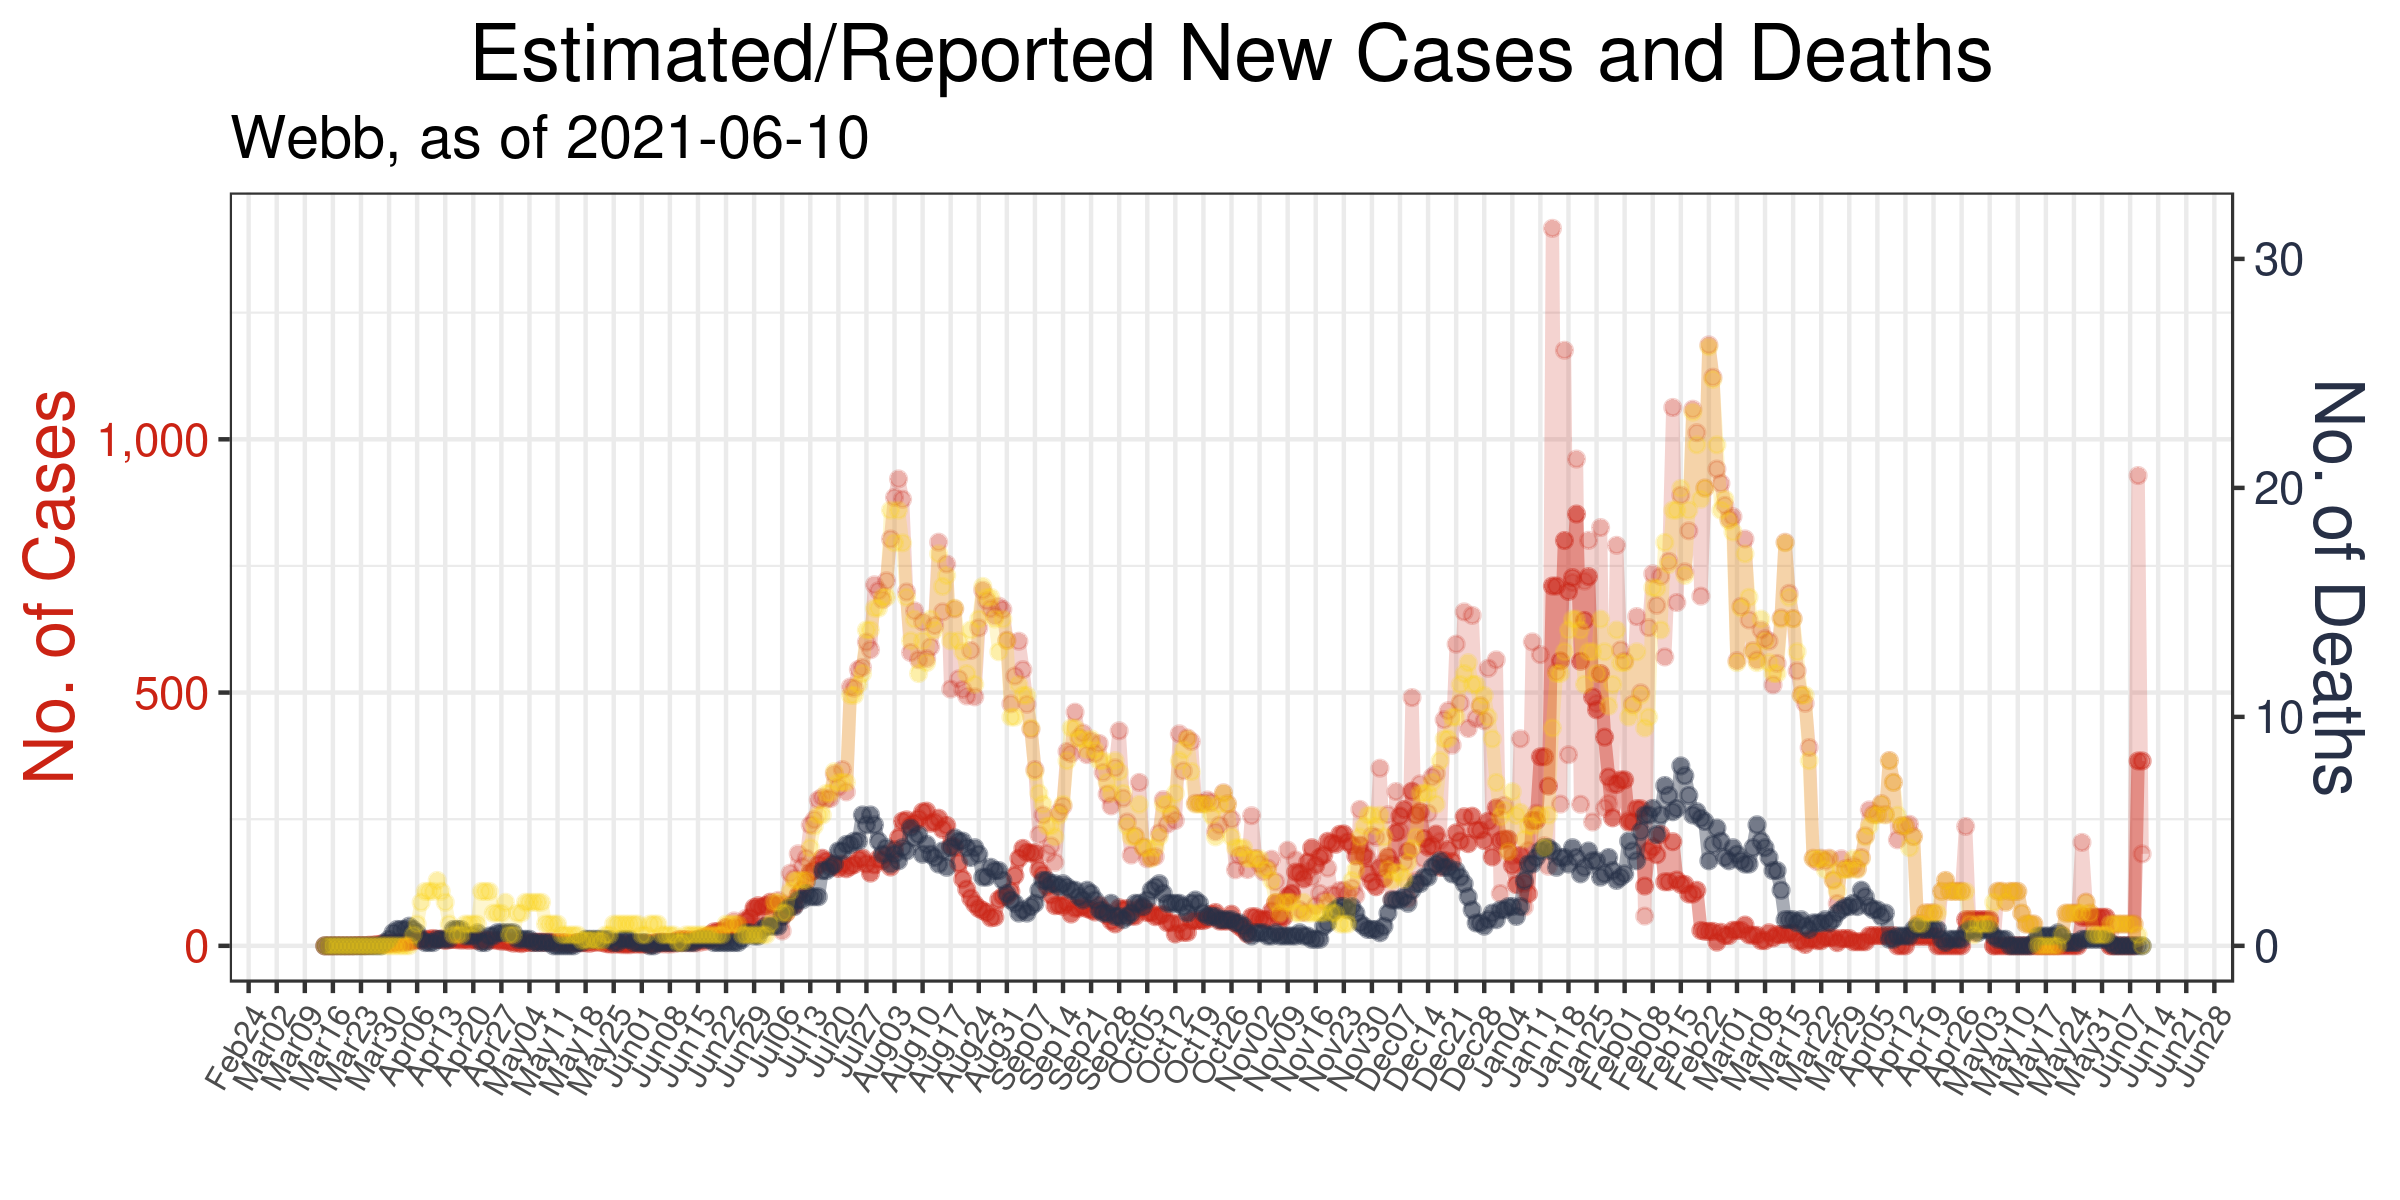 Estimated/Reported New Cases and Deaths
Webb, as of 2021-06-10
No. of Cases
1,000
500
0
30
20
10
0
No. of Deaths
Feb24
Mar02
Mar09
Mar16
Mar23
Mar30
Apr06
Apr13
Apr20
Apr27
May04
May11
May18
May25
Jun01
Jun08
Jun15
Jun22
Jun29
Jul06
Jul13
Jul20
Jul27
Aug03
Aug10
Aug17
Aug24
Aug31
Sep07
Sep14
Sep21
Sep28
Oct05
Oct12
Oct19
Oct26
Nov02
Nov09
Nov16
Nov23
Nov30
Dec07
Dec14
Dec21
Dec28
Jan04
Jan11
Jan18
Jan25
Feb01
Feb08
Feb15
Feb22
Mar01
Mar08
Mar15
Mar22
Mar29
Apr05
Apr12
Apr19
Apr26
May03
May10
May17
May24
May31
Jun07
Jun14
Jun21
Jun28